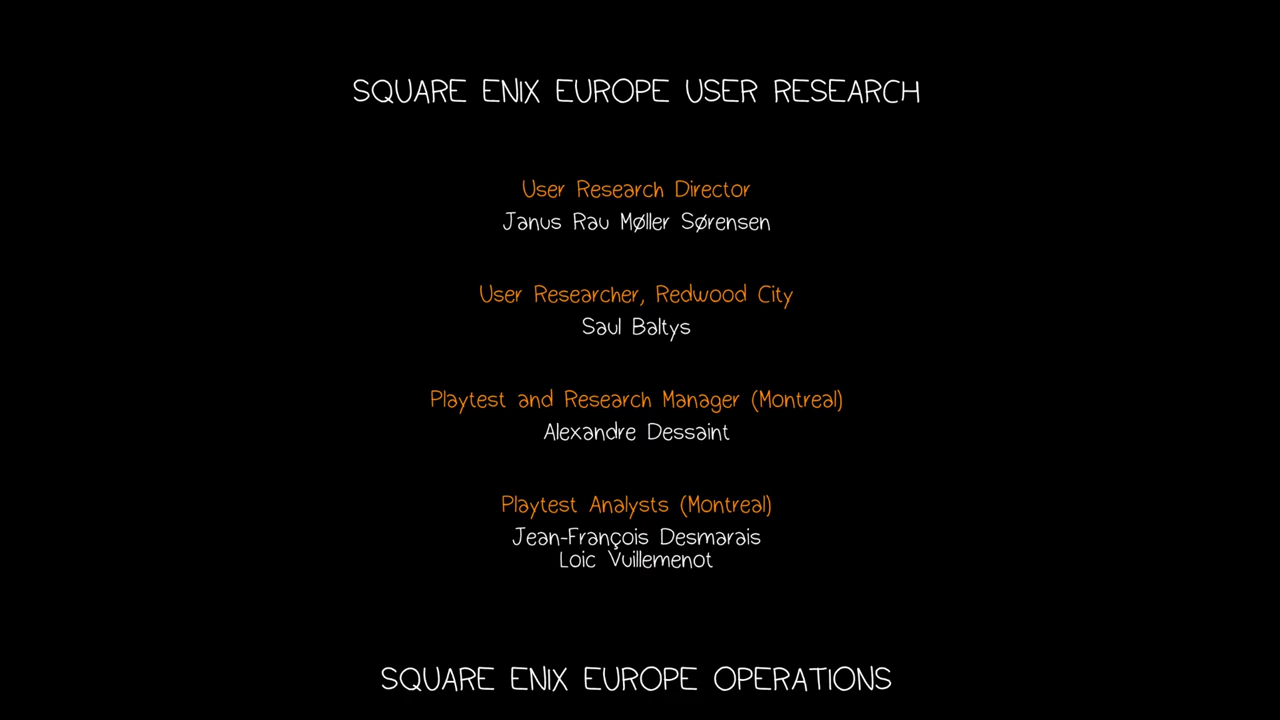 SQUARE ENIX EUROPE USER RESEARCH
User Research Director
Janus Rau Møller Sørensen
User Researcher, Redwood City
Saul Baltys
Playtest and Research Manager (Montreal)
Alexandre Dessaint
Playtest Analysts (Montreal)
Jean-François Desmarais
Loic Vuillemenot
SQUARE ENIX EUROPE OPERATIONS